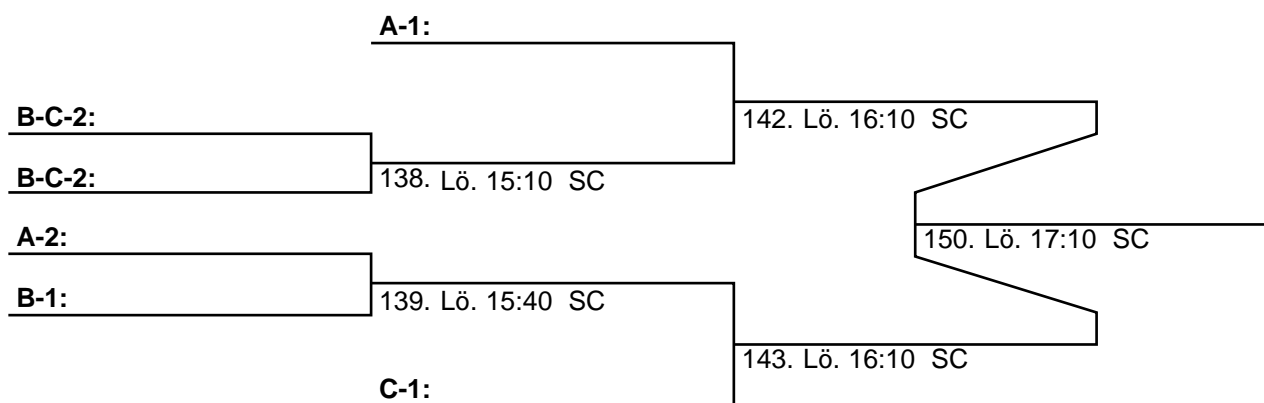 A-1:
B-C-2:
142. Lö. 16:10 SC
B-C-2:
138. Lö. 15:10 SC
A-2:
150. Lö. 17:10 SC
B-1:
139. Lö. 15:40 SC
143. Lö. 16:10 SC
C-1: